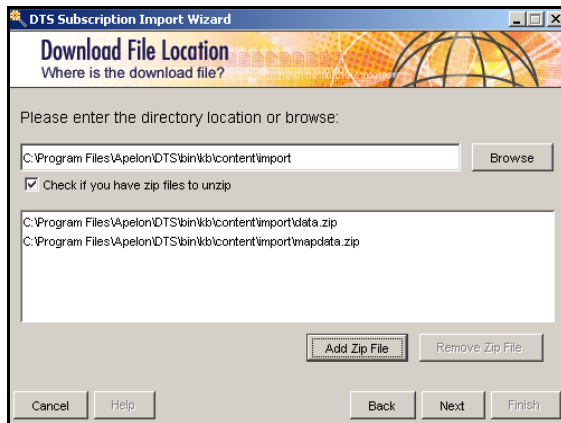 DTS Subscription Import Wizard
Download File Location
Where is the download file?
Please enter the directory location or browse:
C:\Program Files\Apelon\DTS\bin\kb\content\import
Browse
Check if you have zip files to unzip
C:\Program Files\Apelon\DTS\bin\kb\content\import\data.zip
C:\Program Files\Apelon\DTS\bin\kb\content\import\mapdata.zip
Add Zip File
Remove Zip File
Cancel
Help
Back
Next
Finish